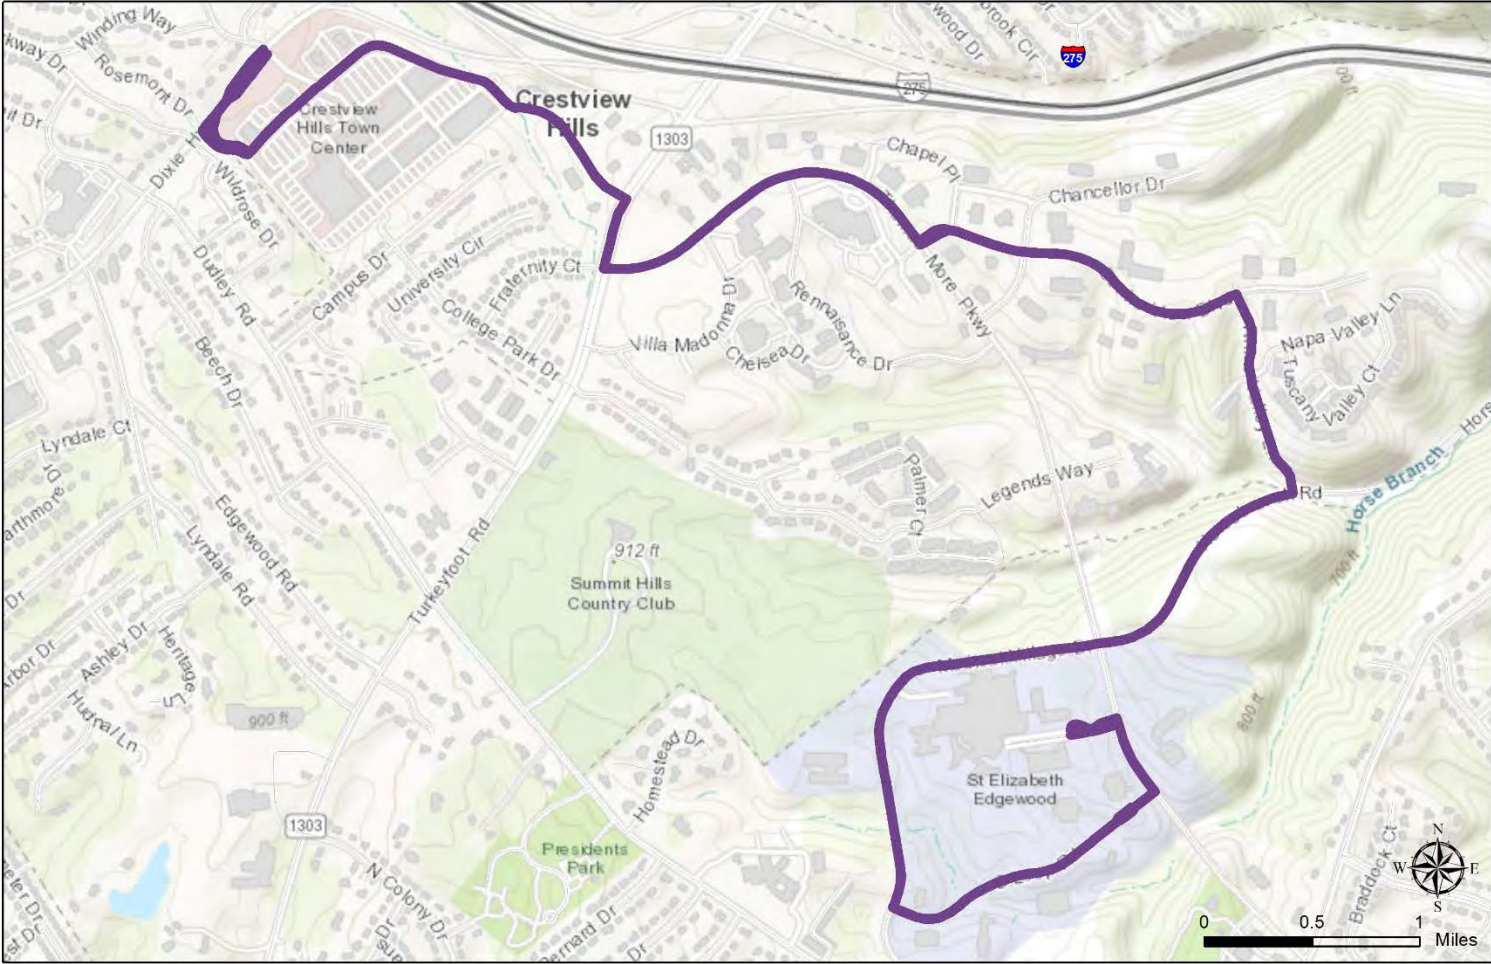 Winding Way
Rosemont Dr
275
275
Crestview
Hills
Crestview
Hills Town
Center
1303
Chapel Pl
Chancellor Dr
Wildrose Dr
Dudley Rd
Campus Dr
University Cir
Fraternity Ct
College Park Dr
More Pkwy
Villa Madonna Dr
Chelsea Dr
Rennaisance Dr
Napa Valley Ln
Tuscany
Valley Ct
Beech Dr
Lyndale Ct
Edgewood Rd
Lyndale Rd
Turkeyfoot Rd
Palmer Ct
Legends Way
Rd
Horse Branch
912 ft
Summit Hills
Country Club
700 ft
800 ft
Ashley Dr
Heritage
Ln
900 ft
Homestead Dr
St Elizabeth
Edgewood
1303
Presidents
Park
N Colony Dr
Braddock Ct
N
W E
S
0 0.5 1
Miles